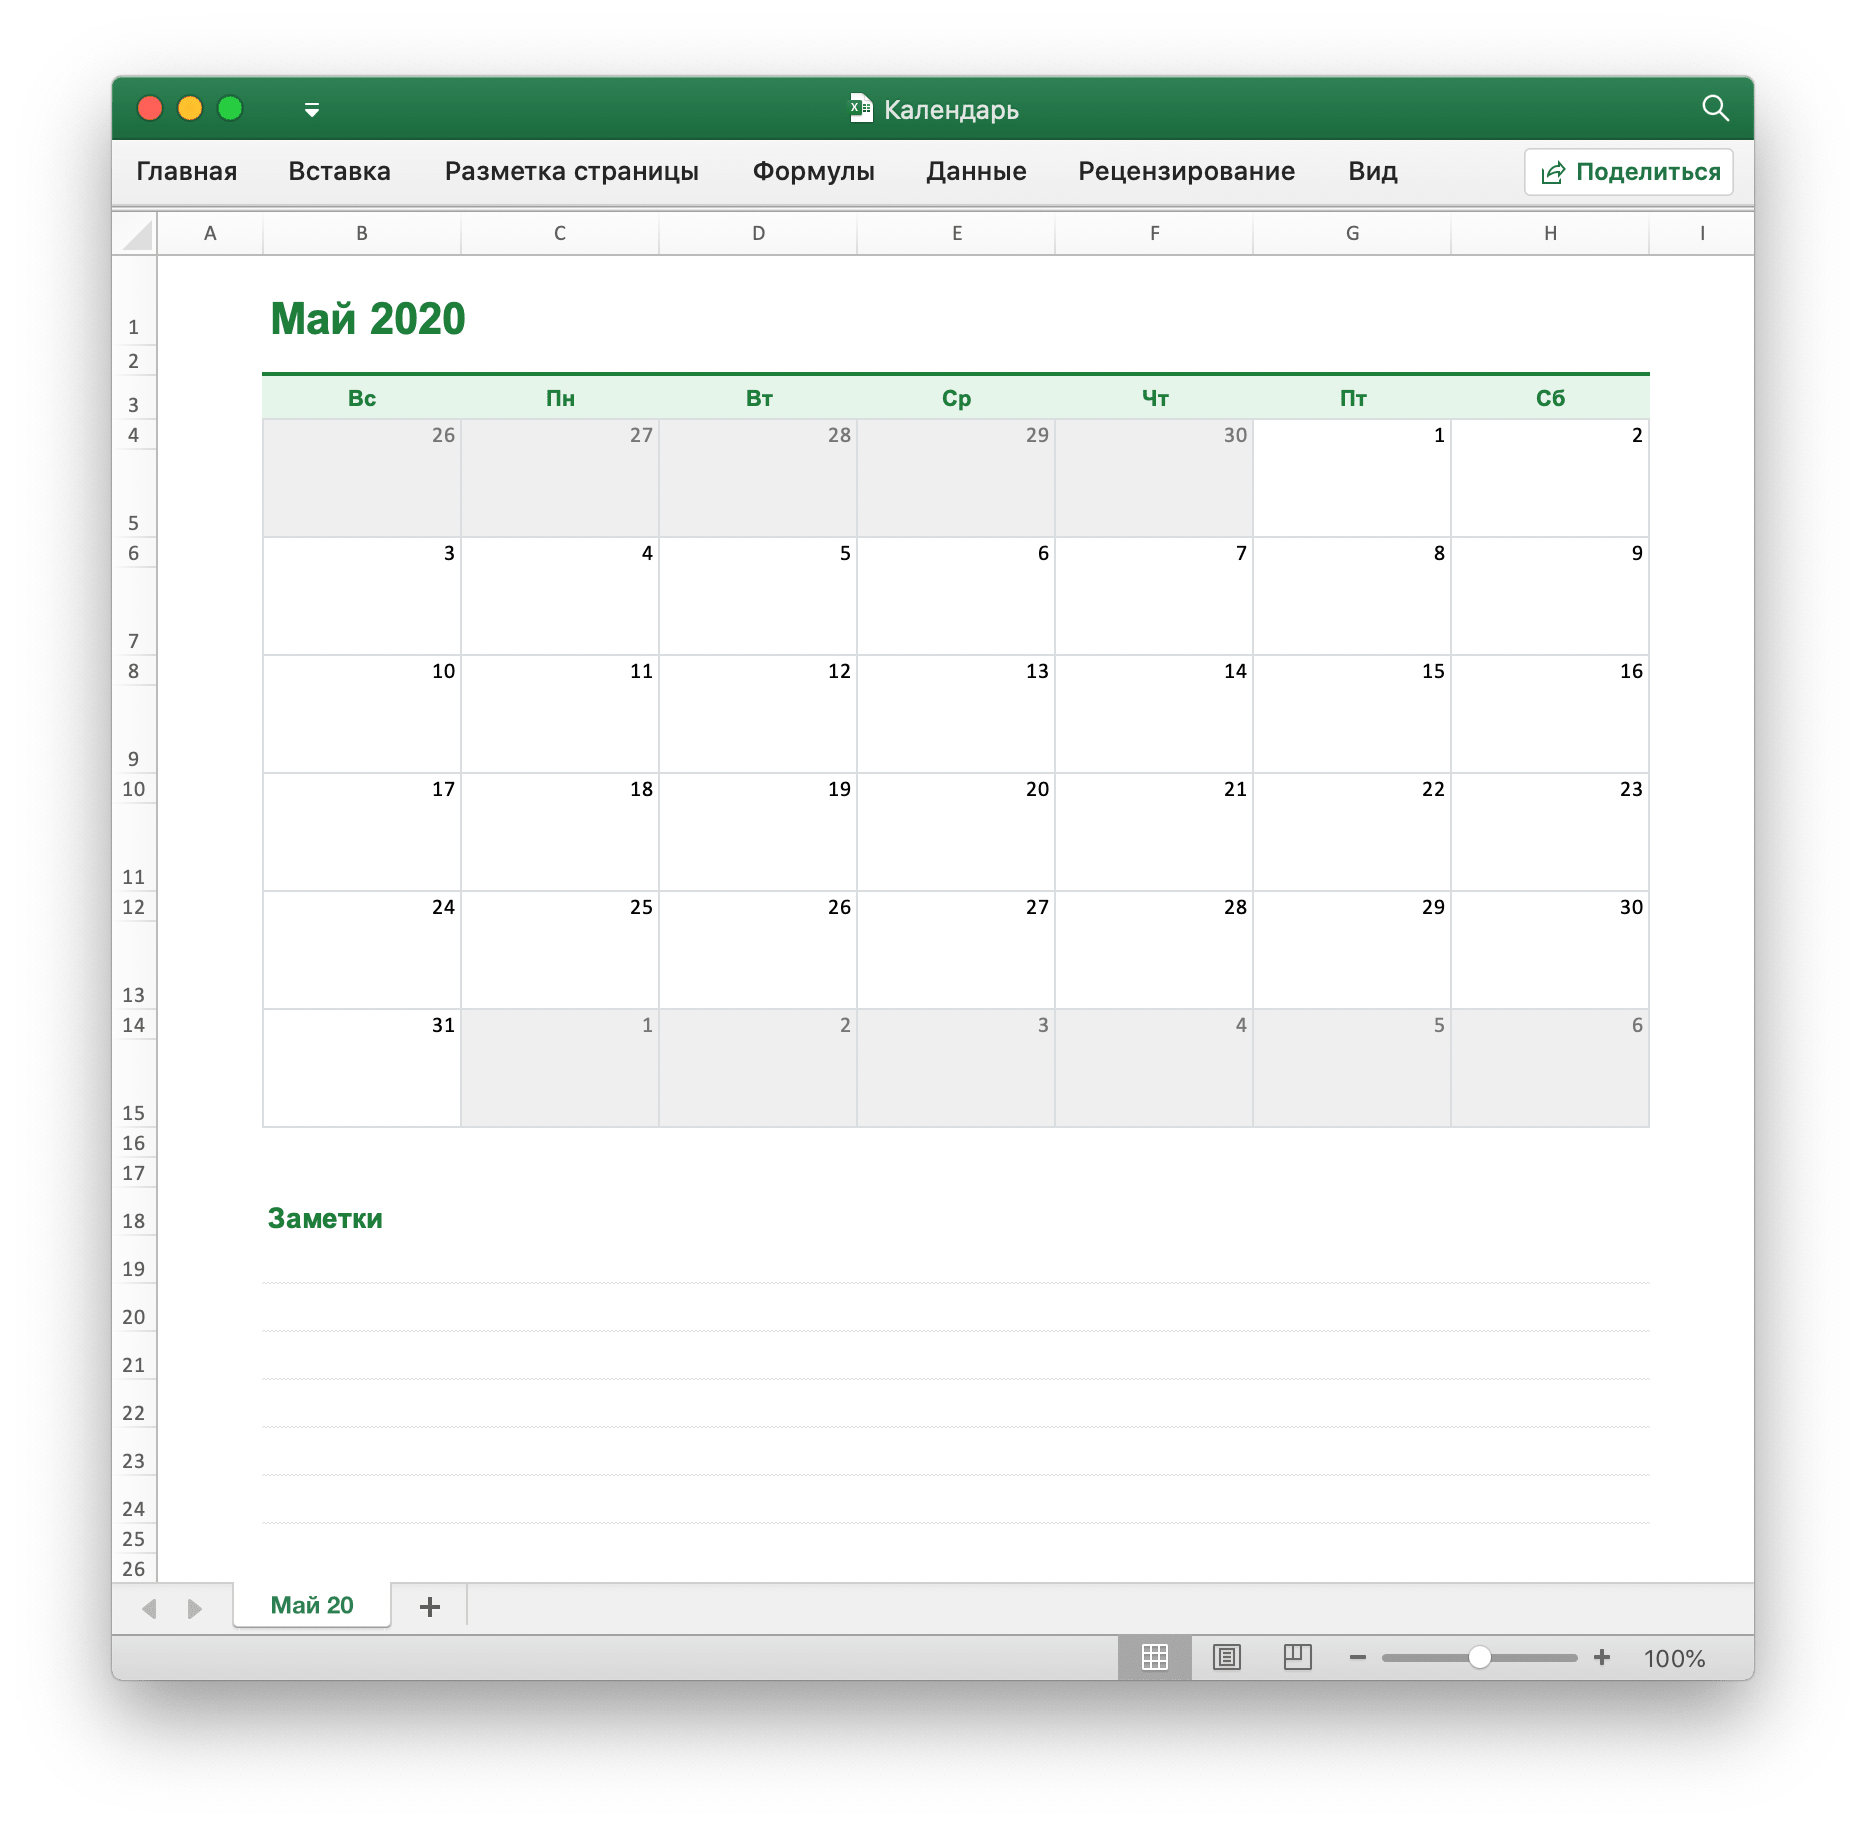 Календарь
Главная Вставка Разметка страницы Формулы Данные Рецензирование Вид Поделиться
A B C D E F G H I
1 Май 2020
2
3 Вс Пн Вт Ср Чт Пт Сб
4 26 27 28 29 30 1 2
5
6 3 4 5 6 7 8 9
7
8 10 11 12 13 14 15 16
9
10 17 18 19 20 21 22 23
11
12 24 25 26 27 28 29 30
13
14 31 1 2 3 4 5 6
15
16
17
18 Заметки
19
20
21
22
23
24
25
26
Май 20 +
100%